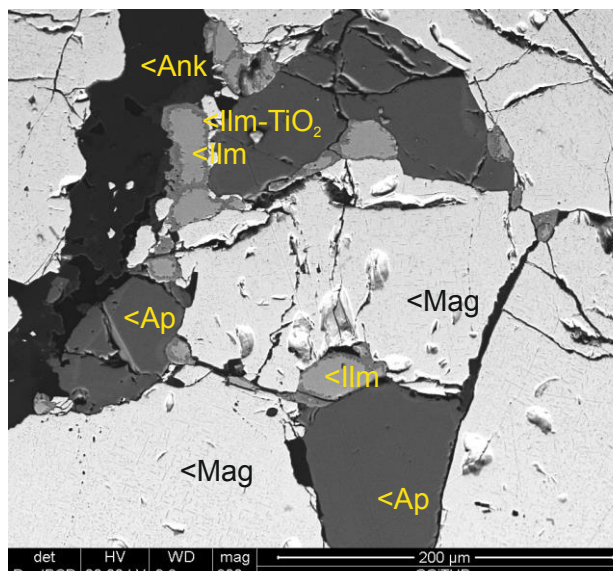 <Ank
<Ilm-TiO₂
<Ilm
<Mag
<Ap
<Ilm
<Mag
<Ap
det HV WD mag 200 µm